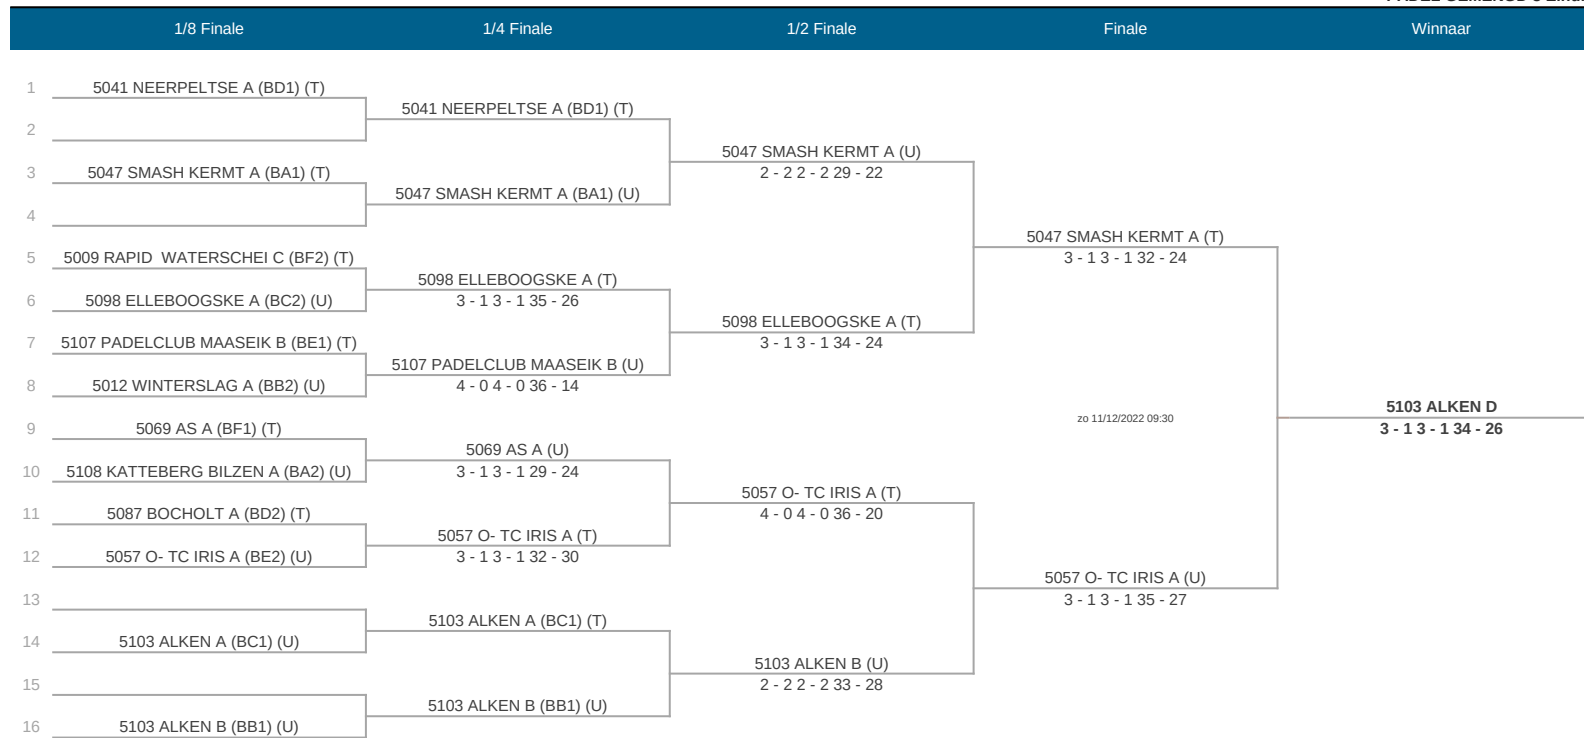 1/8 Finale 1/4 Finale 1/2 Finale Finale Winnaar
1 5041 NEERPELTSE A (BD1) (T)
5041 NEERPELTSE A (BD1) (T)
2
5047 SMASH KERMT A (U)
3 5047 SMASH KERMT A (BA1) (T)
2 - 2 2 - 2 29 - 22
5047 SMASH KERMT A (BA1) (U)
4
5047 SMASH KERMT A (T)
5 5009 RAPID WATERSCHEI C (BF2) (T)
3 - 1 3 - 1 32 - 24
5098 ELLEBOOGSKE A (T)
6 5098 ELLEBOOGSKE A (BC2) (U)
3 - 1 3 - 1 35 - 26
5098 ELLEBOOGSKE A (T)
7 5107 PADELCLUB MAASEIK B (BE1) (T)
3 - 1 3 - 1 34 - 24
5107 PADELCLUB MAASEIK B (U)
8 5012 WINTERSLAG A (BB2) (U)
4 - 0 4 - 0 36 - 14
5103 ALKEN D
zo 11/12/2022 09:30
9 5069 AS A (BF1) (T)
3 - 1 3 - 1 34 - 26
5069 AS A (U)
10 5108 KATTEBERG BILZEN A (BA2) (U)
3 - 1 3 - 1 29 - 24
5057 O- TC IRIS A (T)
11 5087 BOCHOLT A (BD2) (T)
4 - 0 4 - 0 36 - 20
5057 O- TC IRIS A (T)
12 5057 O- TC IRIS A (BE2) (U)
3 - 1 3 - 1 32 - 30
5057 O- TC IRIS A (U)
13
3 - 1 3 - 1 35 - 27
5103 ALKEN A (BC1) (T)
14 5103 ALKEN A (BC1) (U)
5103 ALKEN B (U)
15
2 - 2 2 - 2 33 - 28
5103 ALKEN B (BB1) (U)
16 5103 ALKEN B (BB1) (U)